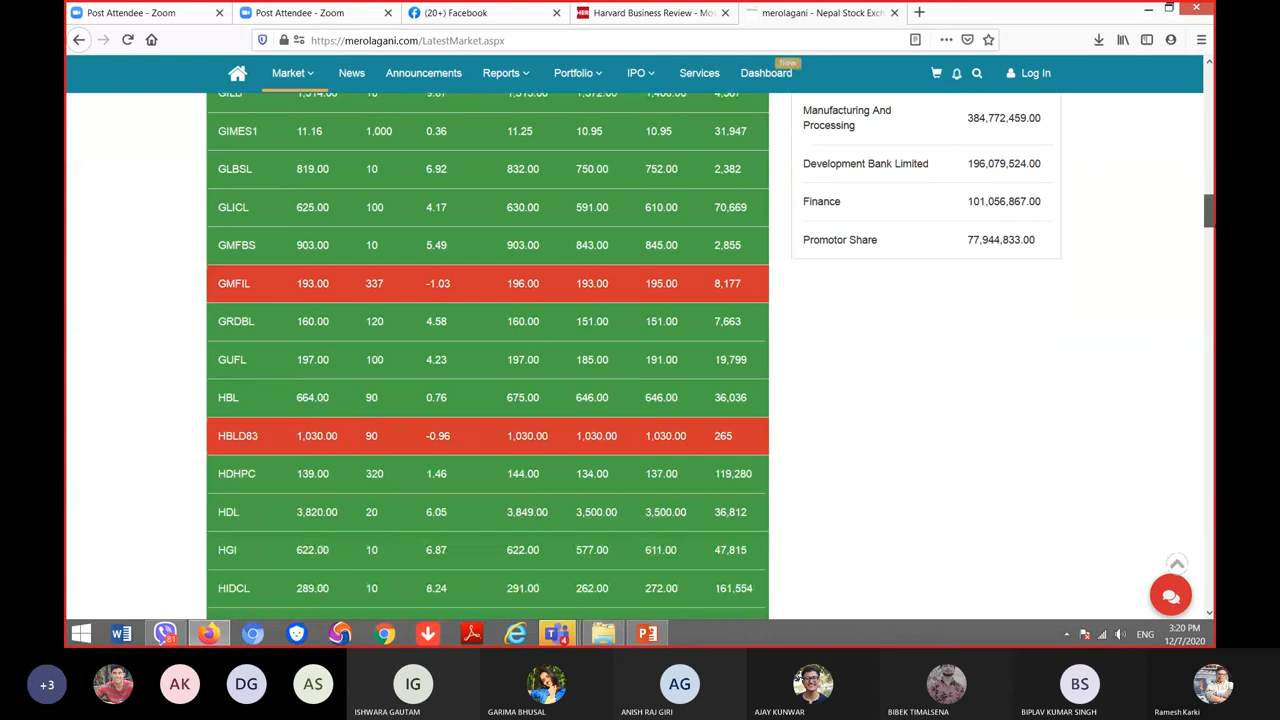 Post Attendee - Zoom
Post Attendee - Zoom
(20+) Facebook
HBR Harvard Business Review - Mo
merolagani - Nepal Stock Exch
https://merolagani.com/LatestMarket.aspx
New
Market News Announcements Reports Portfolio IPO Services Dashboard Log In
GIMES1 11.16 1,000 0.36 11.25 10.95 10.95 31,947
GLBSL 819.00 10 6.92 832.00 750.00 752.00 2,382
GLICL 625.00 100 4.17 630.00 591.00 610.00 70,669
GMFBS 903.00 10 5.49 903.00 843.00 845.00 2,855
GMFIL 193.00 337 -1.03 196.00 193.00 195.00 8,177
GRDBL 160.00 120 4.58 160.00 151.00 151.00 7,663
GUFL 197.00 100 4.23 197.00 185.00 191.00 19,799
HBL 664.00 90 0.76 675.00 646.00 646.00 36,036
HBLD83 1,030.00 90 -0.96 1,030.00 1,030.00 1,030.00 265
HDHPC 139.00 320 1.46 144.00 134.00 137.00 119,280
HDL 3,820.00 20 6.05 3,849.00 3,500.00 3,500.00 36,812
HGI 622.00 10 6.87 622.00 577.00 611.00 47,815
HIDCL 289.00 10 8.24 291.00 262.00 272.00 161,554
Manufacturing And
Processing 384,772,459.00
Development Bank Limited 196,079,524.00
Finance 101,056,867.00
Promotor Share 77,944,833.00
81
4
ENG
3:20 PM
12/7/2020
+3 AK DG AS IG AG BS
ISHWARA GAUTAM GARIMA BHUSAL ANISH RAJ GIRI AJAY KUNWAR BIBEK TIMALSENA BIPLAV KUMAR SINGH Ramesh Karki